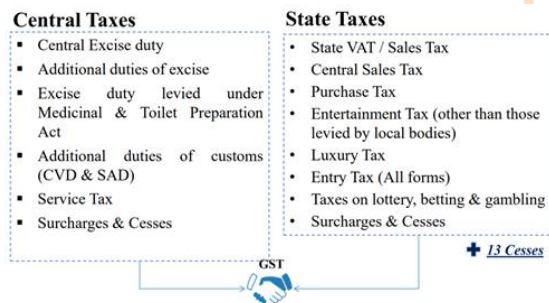 Central Taxes
▪ Central Excise duty
▪ Additional duties of excise
▪ Excise duty levied under
Medicinal & Toilet Preparation
Act
▪ Additional duties of customs
(CVD & SAD)
▪ Service Tax
▪ Surcharges & Cesses
State Taxes
• State VAT / Sales Tax
• Central Sales Tax
• Purchase Tax
• Entertainment Tax (other than those
levied by local bodies)
• Luxury Tax
• Entry Tax (All forms)
• Taxes on lottery, betting & gambling
• Surcharges & Cesses
+ 13 Cesses
GST